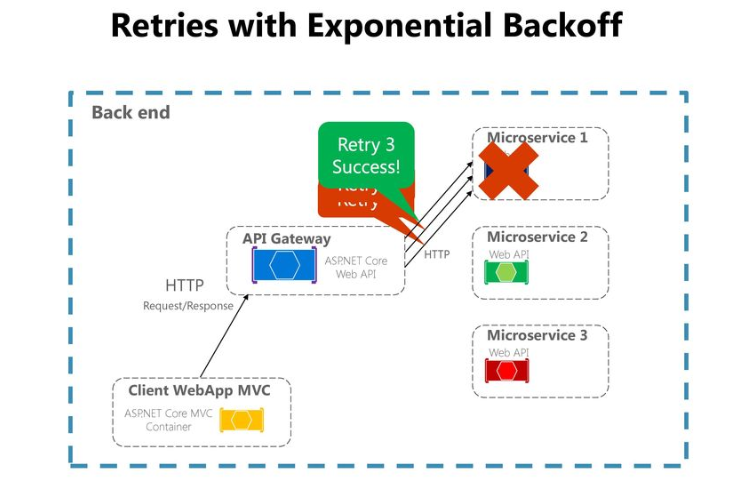 Retries with Exponential Backoff
Back end
Retry 3
Success!
Retry
Retry
Microservice 1
API Gateway
ASP.NET Core
Web API
HTTP
HTTP
Request/Response
Microservice 2
Web API
Microservice 3
Web API
Client WebApp MVC
ASP.NET Core MVC
Container